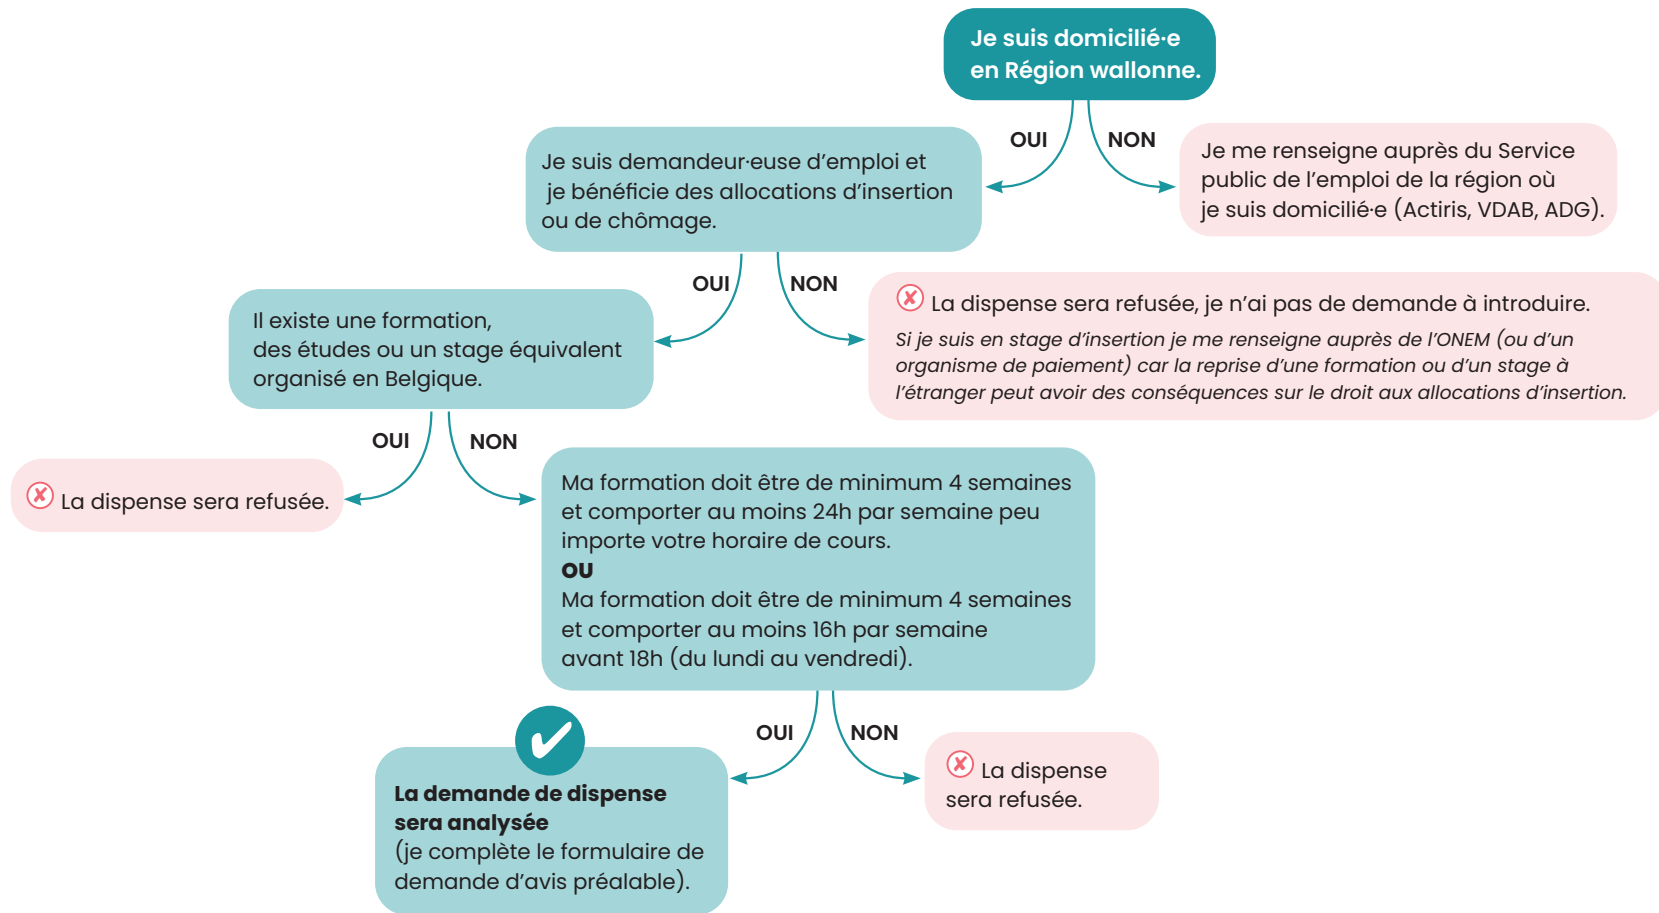 Je suis domicilié·e
en Région wallonne.
OUI
NON
Je suis demandeur·euse d’emploi et
je bénéficie des allocations d’insertion
ou de chômage.
Je me renseigne auprès du Service
public de l’emploi de la région où
je suis domicilié·e (Actiris, VDAB, ADG).
OUI
NON
Il existe une formation,
des études ou un stage équivalent
organisé en Belgique.
La dispense sera refusée, je n’ai pas de demande à introduire.
Si je suis en stage d’insertion je me renseigne auprès de l’ONEM (ou d’un
organisme de paiement) car la reprise d’une formation ou d’un stage à
l’étranger peut avoir des conséquences sur le droit aux allocations d’insertion.
OUI
NON
La dispense sera refusée.
Ma formation doit être de minimum 4 semaines
et comporter au moins 24h par semaine peu
importe votre horaire de cours.
OU
Ma formation doit être de minimum 4 semaines
et comporter au moins 16h par semaine
avant 18h (du lundi au vendredi).
OUI
NON
La demande de dispense
sera analysée
(je complète le formulaire de
demande d’avis préalable).
La dispense
sera refusée.